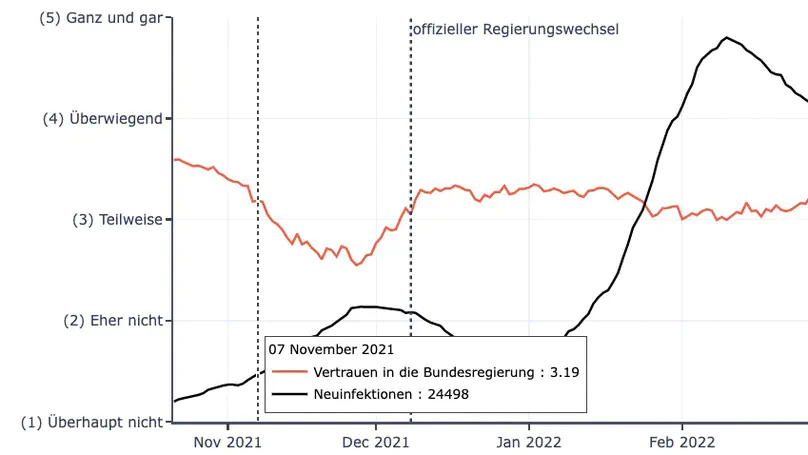 (5) Ganz und gar
offizieller Regierungswechsel
(4) Überwiegend
(3) Teilweise
(2) Eher nicht
07 November 2021
Vertrauen in die Bundesregierung : 3.19
Neuinfektionen : 24498
(1) Überhaupt nicht
Nov 2021 Dec 2021 Jan 2022 Feb 2022